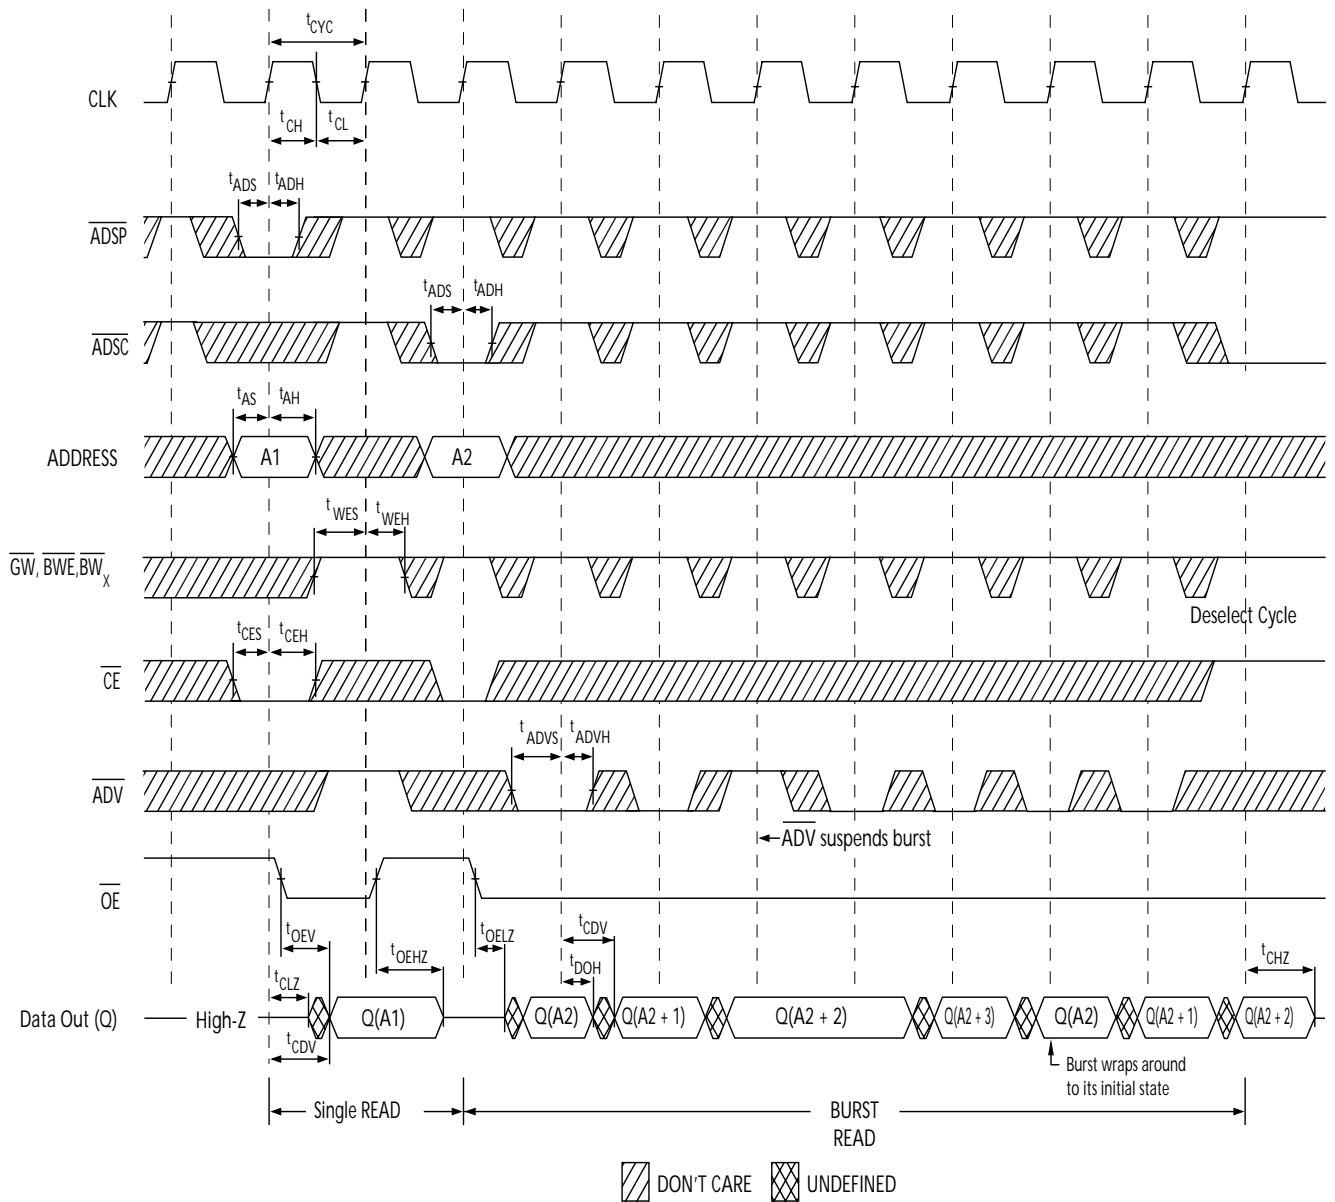 tCYC
CLK
tCH tCL
tADS tADH
ADSP
tADS tADH
ADSC
tAS tAH
ADDRESS A1 A2
tWES tWEH
GW, BWE,BWX
Deselect Cycle
tCES tCEH
CE
tADVS tADVH
ADV
ADV suspends burst
OE
tOEV tOEHZ tOELZ tCDV
tCLZ tDOH tCHZ
Data Out (Q) High-Z Q(A1) Q(A2) Q(A2 + 1) Q(A2 + 2) Q(A2 + 3) Q(A2) Q(A2 + 1) Q(A2 + 2)
tCDV
Burst wraps around
to its initial state
Single READ BURST
READ
DON'T CARE UNDEFINED